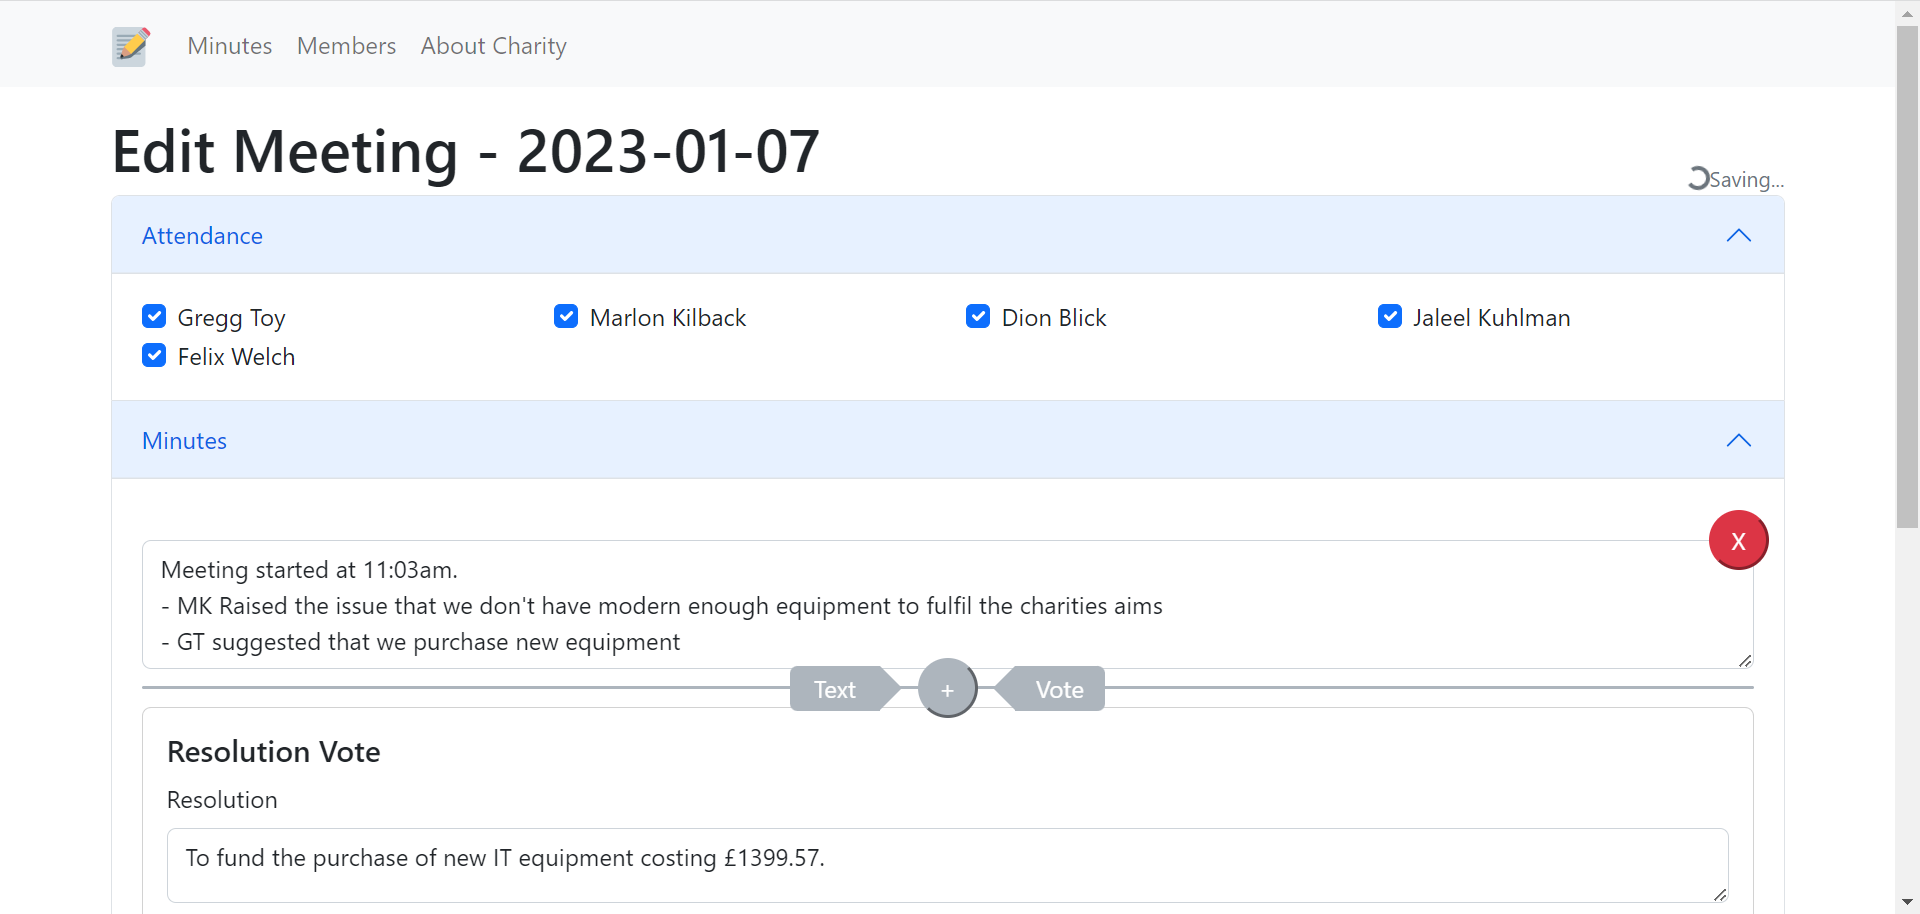 Minutes Members About Charity
Edit Meeting - 2023-01-07
Saving...
Attendance
Gregg Toy Marlon Kilback Dion Blick Jaleel Kuhlman
Felix Welch
Minutes
X
Meeting started at 11:03am.
- MK Raised the issue that we don't have modern enough equipment to fulfil the charities aims
- GT suggested that we purchase new equipment
Text + Vote
Resolution Vote
Resolution
To fund the purchase of new IT equipment costing £1399.57.